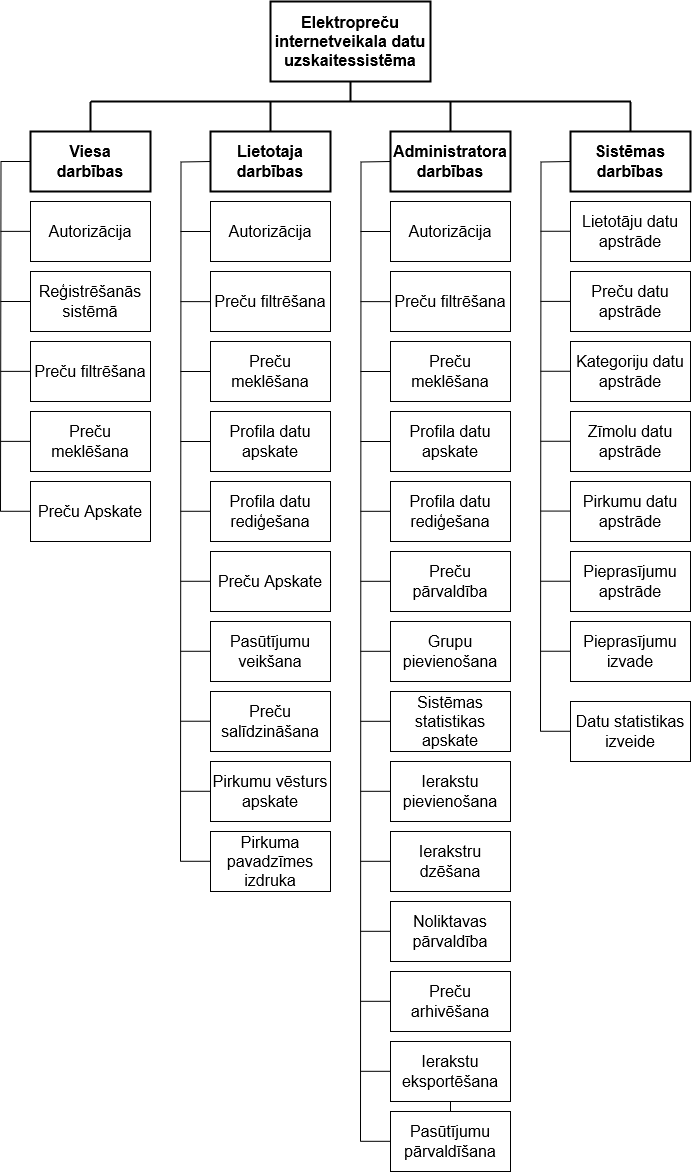 Elektropreču
internetveikala datu
uzskaitessistēma
Viesa
darbības
Autorizācija
Reģistrēšanās
sistēmā
Preču filtrēšana
Preču
meklēšana
Preču Apskate
Lietotaja
darbības
Autorizācija
Preču filtrēšana
Preču
meklēšana
Profila datu
apskate
Profila datu
rediģešana
Preču Apskate
Pasūtījumu
veikšana
Preču
salīdzināšana
Pirkumu vēsturs
apskate
Pirkuma
pavadzīmes
izdruka
Administratora
darbības
Autorizācija
Preču filtrēšana
Preču
meklēšana
Profila datu
apskate
Profila datu
rediģešana
Preču
pārvaldība
Grupu
pievienošana
Sistēmas
statistikas
apskate
Ierakstu
pievienošana
Ierakstru
dzēšana
Noliktavas
pārvaldība
Preču
arhivēšana
Ierakstu
eksportēšana
Pasūtījumu
pārvaldīšana
Sistēmas
darbības
Lietotāju datu
apstrāde
Preču datu
apstrāde
Kategoriju datu
apstrāde
Zīmolu datu
apstrāde
Pirkumu datu
apstrāde
Pieprasījumu
apstrāde
Pieprasījumu
izvade
Datu statistikas
izveide